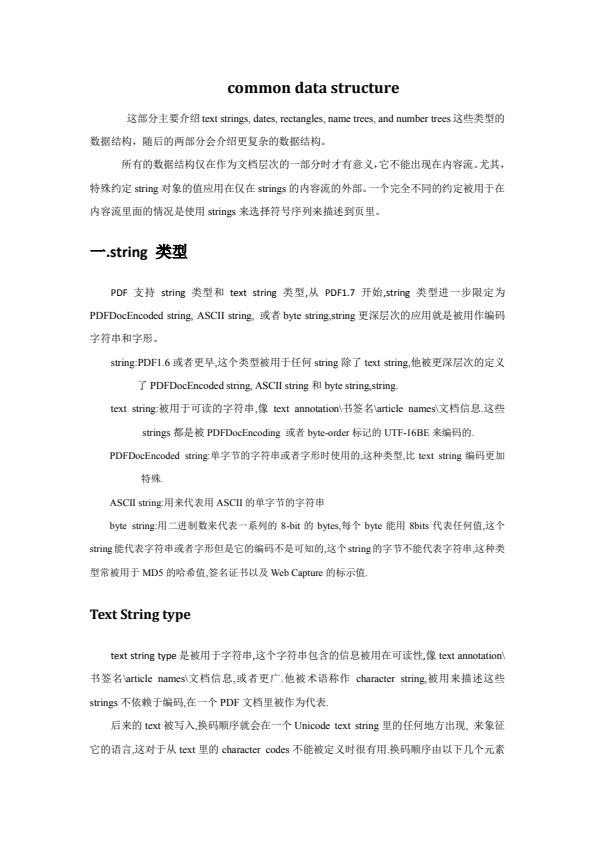 common data structure
这部分主要介绍 text strings, dates, rectangles, name trees, and number trees 这些类型的
数据结构，随后的两部分会介绍更复杂的数据结构。
所有的数据结构仅在作为文档层次的一部分时才有意义，它不能出现在内容流。尤其，
特殊约定 string 对象的值应用在仅在 strings 的内容流的外部。一个完全不同的约定被用于在
内容流里面的情况是使用 strings 来选择符号序列来描述到页里。
一.string 类型
PDF 支持 string 类型和 text string 类型,从 PDF1.7 开始,string 类型进一步限定为
PDFDocEncoded string, ASCII string, 或者 byte string,string 更深层次的应用就是被用作编码
字符串和字形。
string:PDF1.6 或者更早,这个类型被用于任何 string 除了 text string,他被更深层次的定义
了 PDFDocEncoded string, ASCII string 和 byte string,string.
text string:被用于可读的字符串,像 text annotation\书签名\article names\文档信息.这些
strings 都是被 PDFDocEncoding 或者 byte-order 标记的 UTF-16BE 来编码的.
PDFDocEncoded string:单字节的字符串或者字形时使用的,这种类型,比 text string 编码更加
特殊.
ASCII string:用来代表用 ASCII 的单字节的字符串
byte string:用二进制数来代表一系列的 8-bit 的 bytes,每个 byte 能用 8bits 代表任何值,这个
string 能代表字符串或者字形但是它的编码不是可知的,这个 string 的字节不能代表字符串,这种类
型常被用于 MD5 的哈希值,签名证书以及 Web Capture 的标示值.
Text String type
text string type 是被用于字符串,这个字符串包含的信息被用在可读性,像 text annotation\
书签名\article names\文档信息,或者更广.他被术语称作 character string,被用来描述这些
strings 不依赖于编码,在一个 PDF 文档里被作为代表.
后来的 text 被写入,换码顺序就会在一个 Unicode text string 里的任何地方出现, 来象征
它的语言,这对于从 text 里的 character codes 不能被定义时很有用.换码顺序由以下几个元素